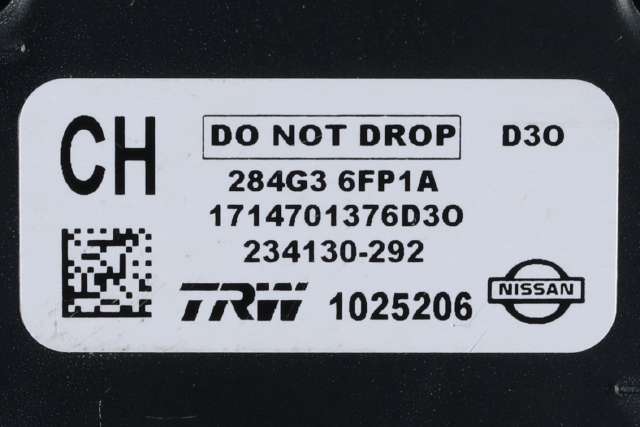 CH
DO NOT DROP
D3O
284G3 6FP1A
1714701376D3O
234130-292
TRW 1025206
NISSAN